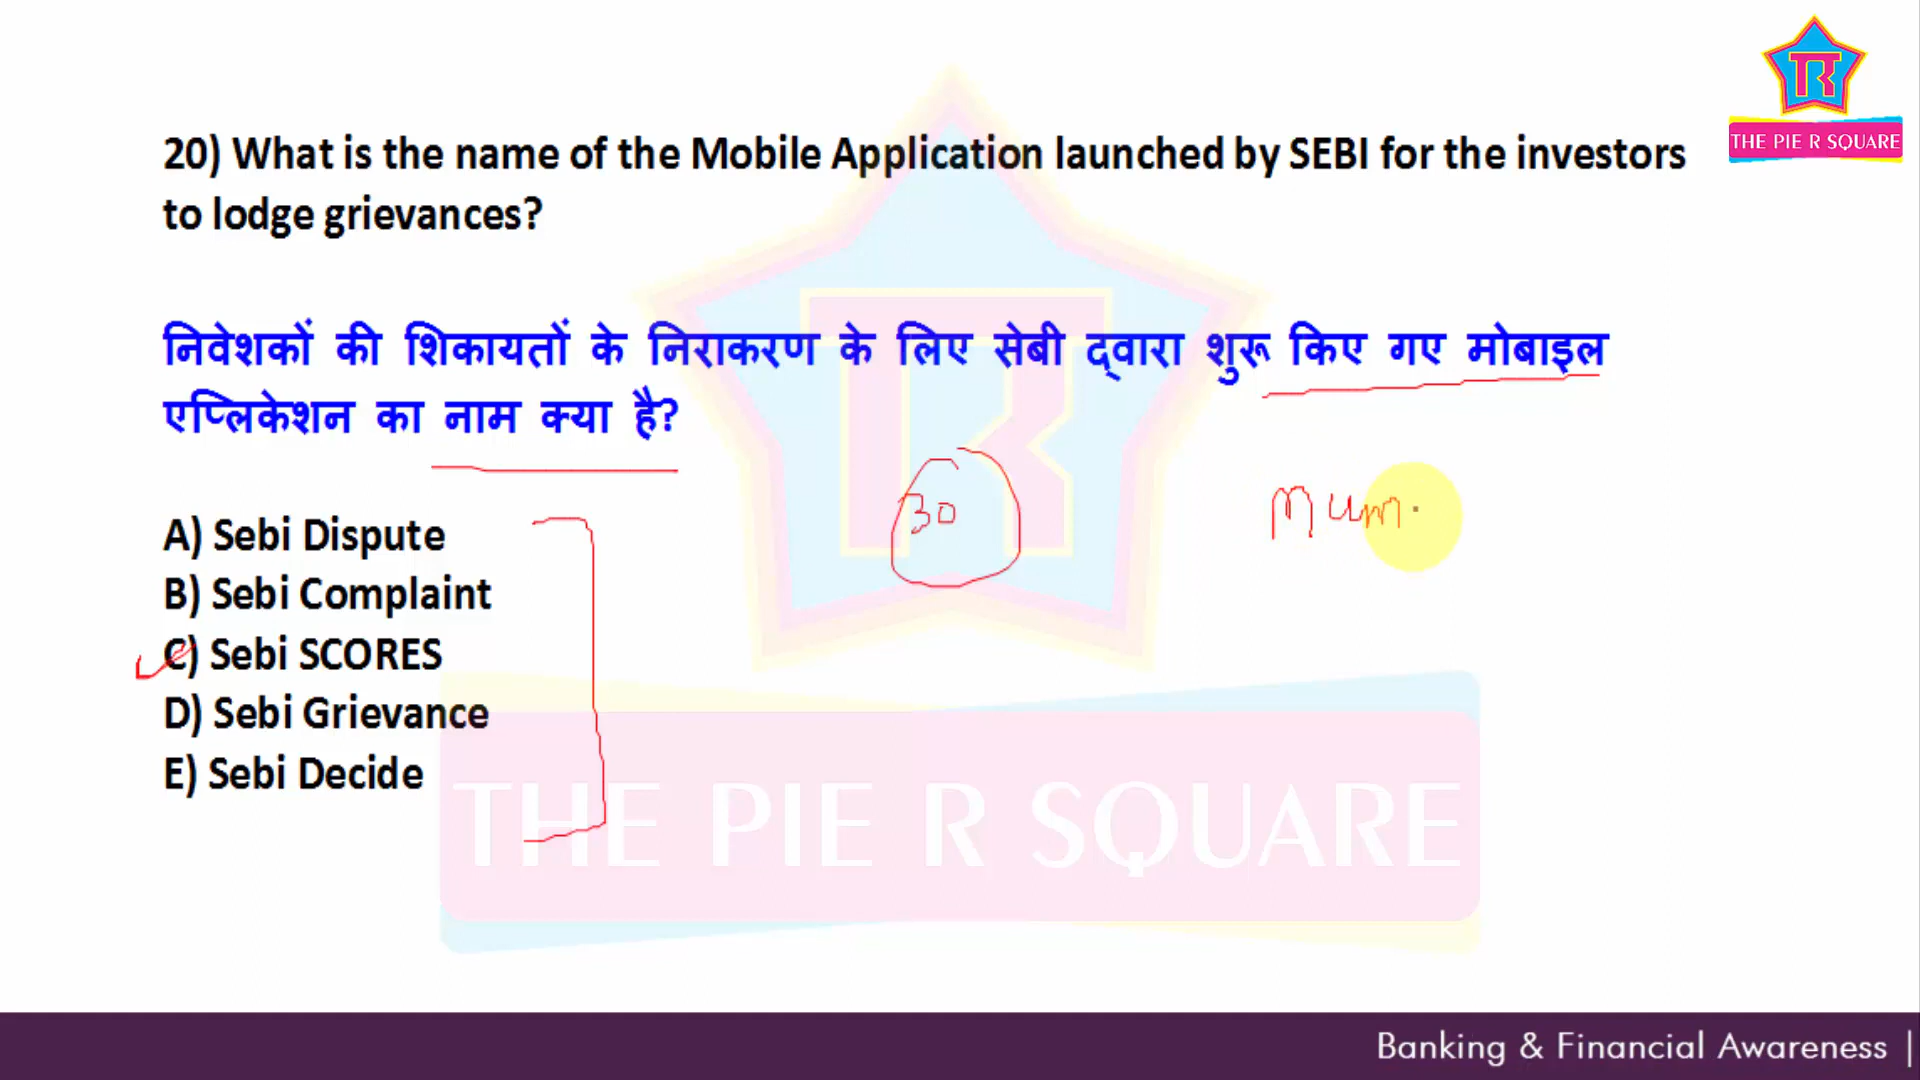 THE PIE R SQUARE
20) What is the name of the Mobile Application launched by SEBI for the investors
to lodge grievances?
निवेशकों की शिकायतों के निराकरण के लिए सेबी द्वारा शुरू किए गए मोबाइल
एप्लिकेशन का नाम क्या है?
30
Mum
A) Sebi Dispute
B) Sebi Complaint
C) Sebi SCORES
D) Sebi Grievance
E) Sebi Decide
THE PIE R SQUARE
Banking & Financial Awareness |